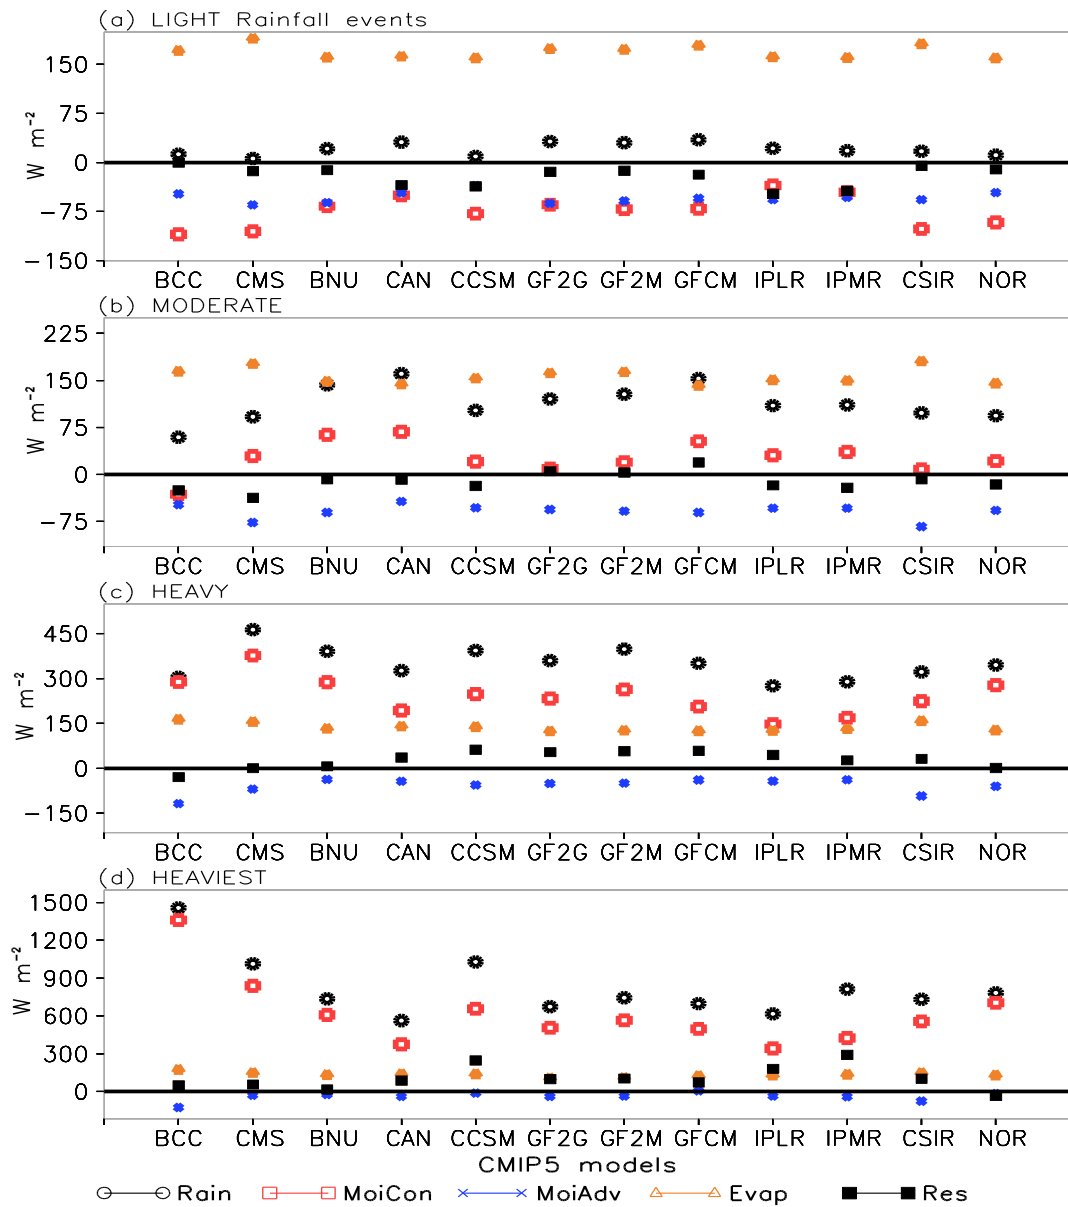 (a) LIGHT Rainfall events
150
75
0
−75
−150
W m⁻²
BCC CMS BNU CAN CCSM GF2G GF2M GFCM IPLR IPMR CSIR NOR
(b) MODERATE
225
150
75
0
−75
W m⁻²
BCC CMS BNU CAN CCSM GF2G GF2M GFCM IPLR IPMR CSIR NOR
(c) HEAVY
450
300
150
0
−150
W m⁻²
BCC CMS BNU CAN CCSM GF2G GF2M GFCM IPLR IPMR CSIR NOR
(d) HEAVIEST
1500
1200
900
600
300
0
W m⁻²
BCC CMS BNU CAN CCSM GF2G GF2M GFCM IPLR IPMR CSIR NOR
CMIP5 models
Rain MoiCon MoiAdv Evap Res